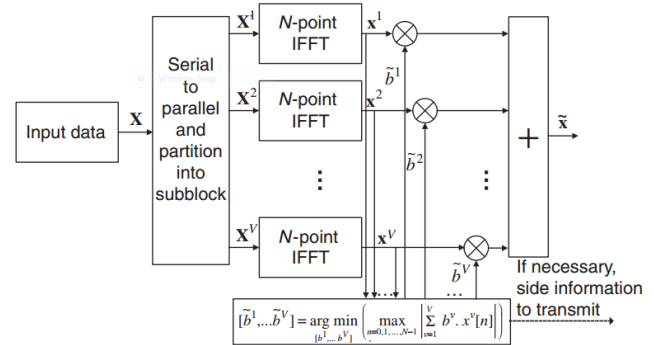 Input data
X
Serial
to
parallel
and
partition
into
subblock
X¹
N-point
IFFT
x¹
b̃¹
X²
N-point
IFFT
x²
b̃²
X^V
N-point
IFFT
x^V
b̃^V
+
x̃
If necessary,
side information
to transmit
[b̃¹,...b̃^V] = arg min_{[b¹,...b^V]} ( max_{n=0,1,...,N−1} | ∑_{v=1}^{V} b^v . x^v[n] | )